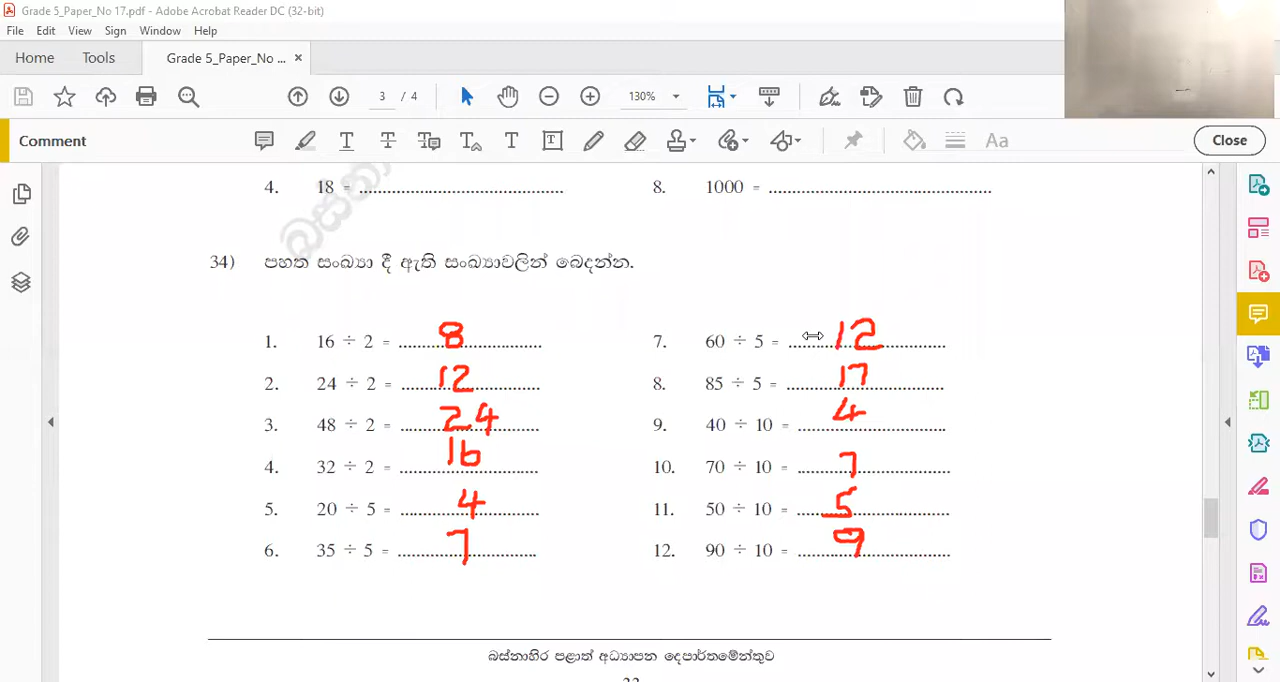 Grade 5_Paper_No 17.pdf - Adobe Acrobat Reader DC (32-bit)
File Edit View Sign Window Help
Home Tools Grade 5_Paper_No ... ×
3 / 4 130%
Comment Close
4. 18 = ........................................ 8. 1000 = ........................................
බස්නා
34) පහත සංඛ්‍යා දී ඇති සංඛ්‍යාවලින් බෙදන්න.
1. 16 ÷ 2 = 8 7. 60 ÷ 5 = 12
2. 24 ÷ 2 = 12 8. 85 ÷ 5 = 17
3. 48 ÷ 2 = 24 9. 40 ÷ 10 = 4
4. 32 ÷ 2 = 16 10. 70 ÷ 10 = 7
5. 20 ÷ 5 = 4 11. 50 ÷ 10 = 5
6. 35 ÷ 5 = 7 12. 90 ÷ 10 = 9
බස්නාහිර පළාත් අධ්‍යාපන දෙපාර්තමේන්තුව